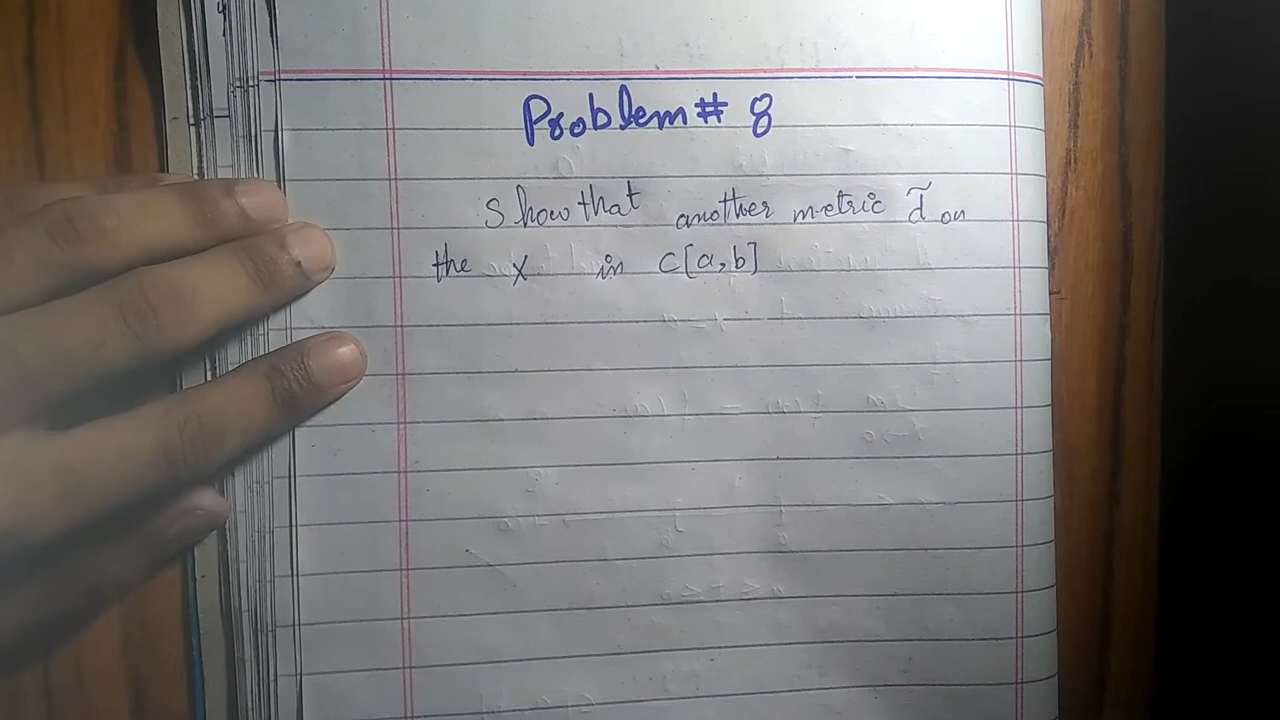 Problem # 8
Show that another metric d̃ on
the X in C[a,b]